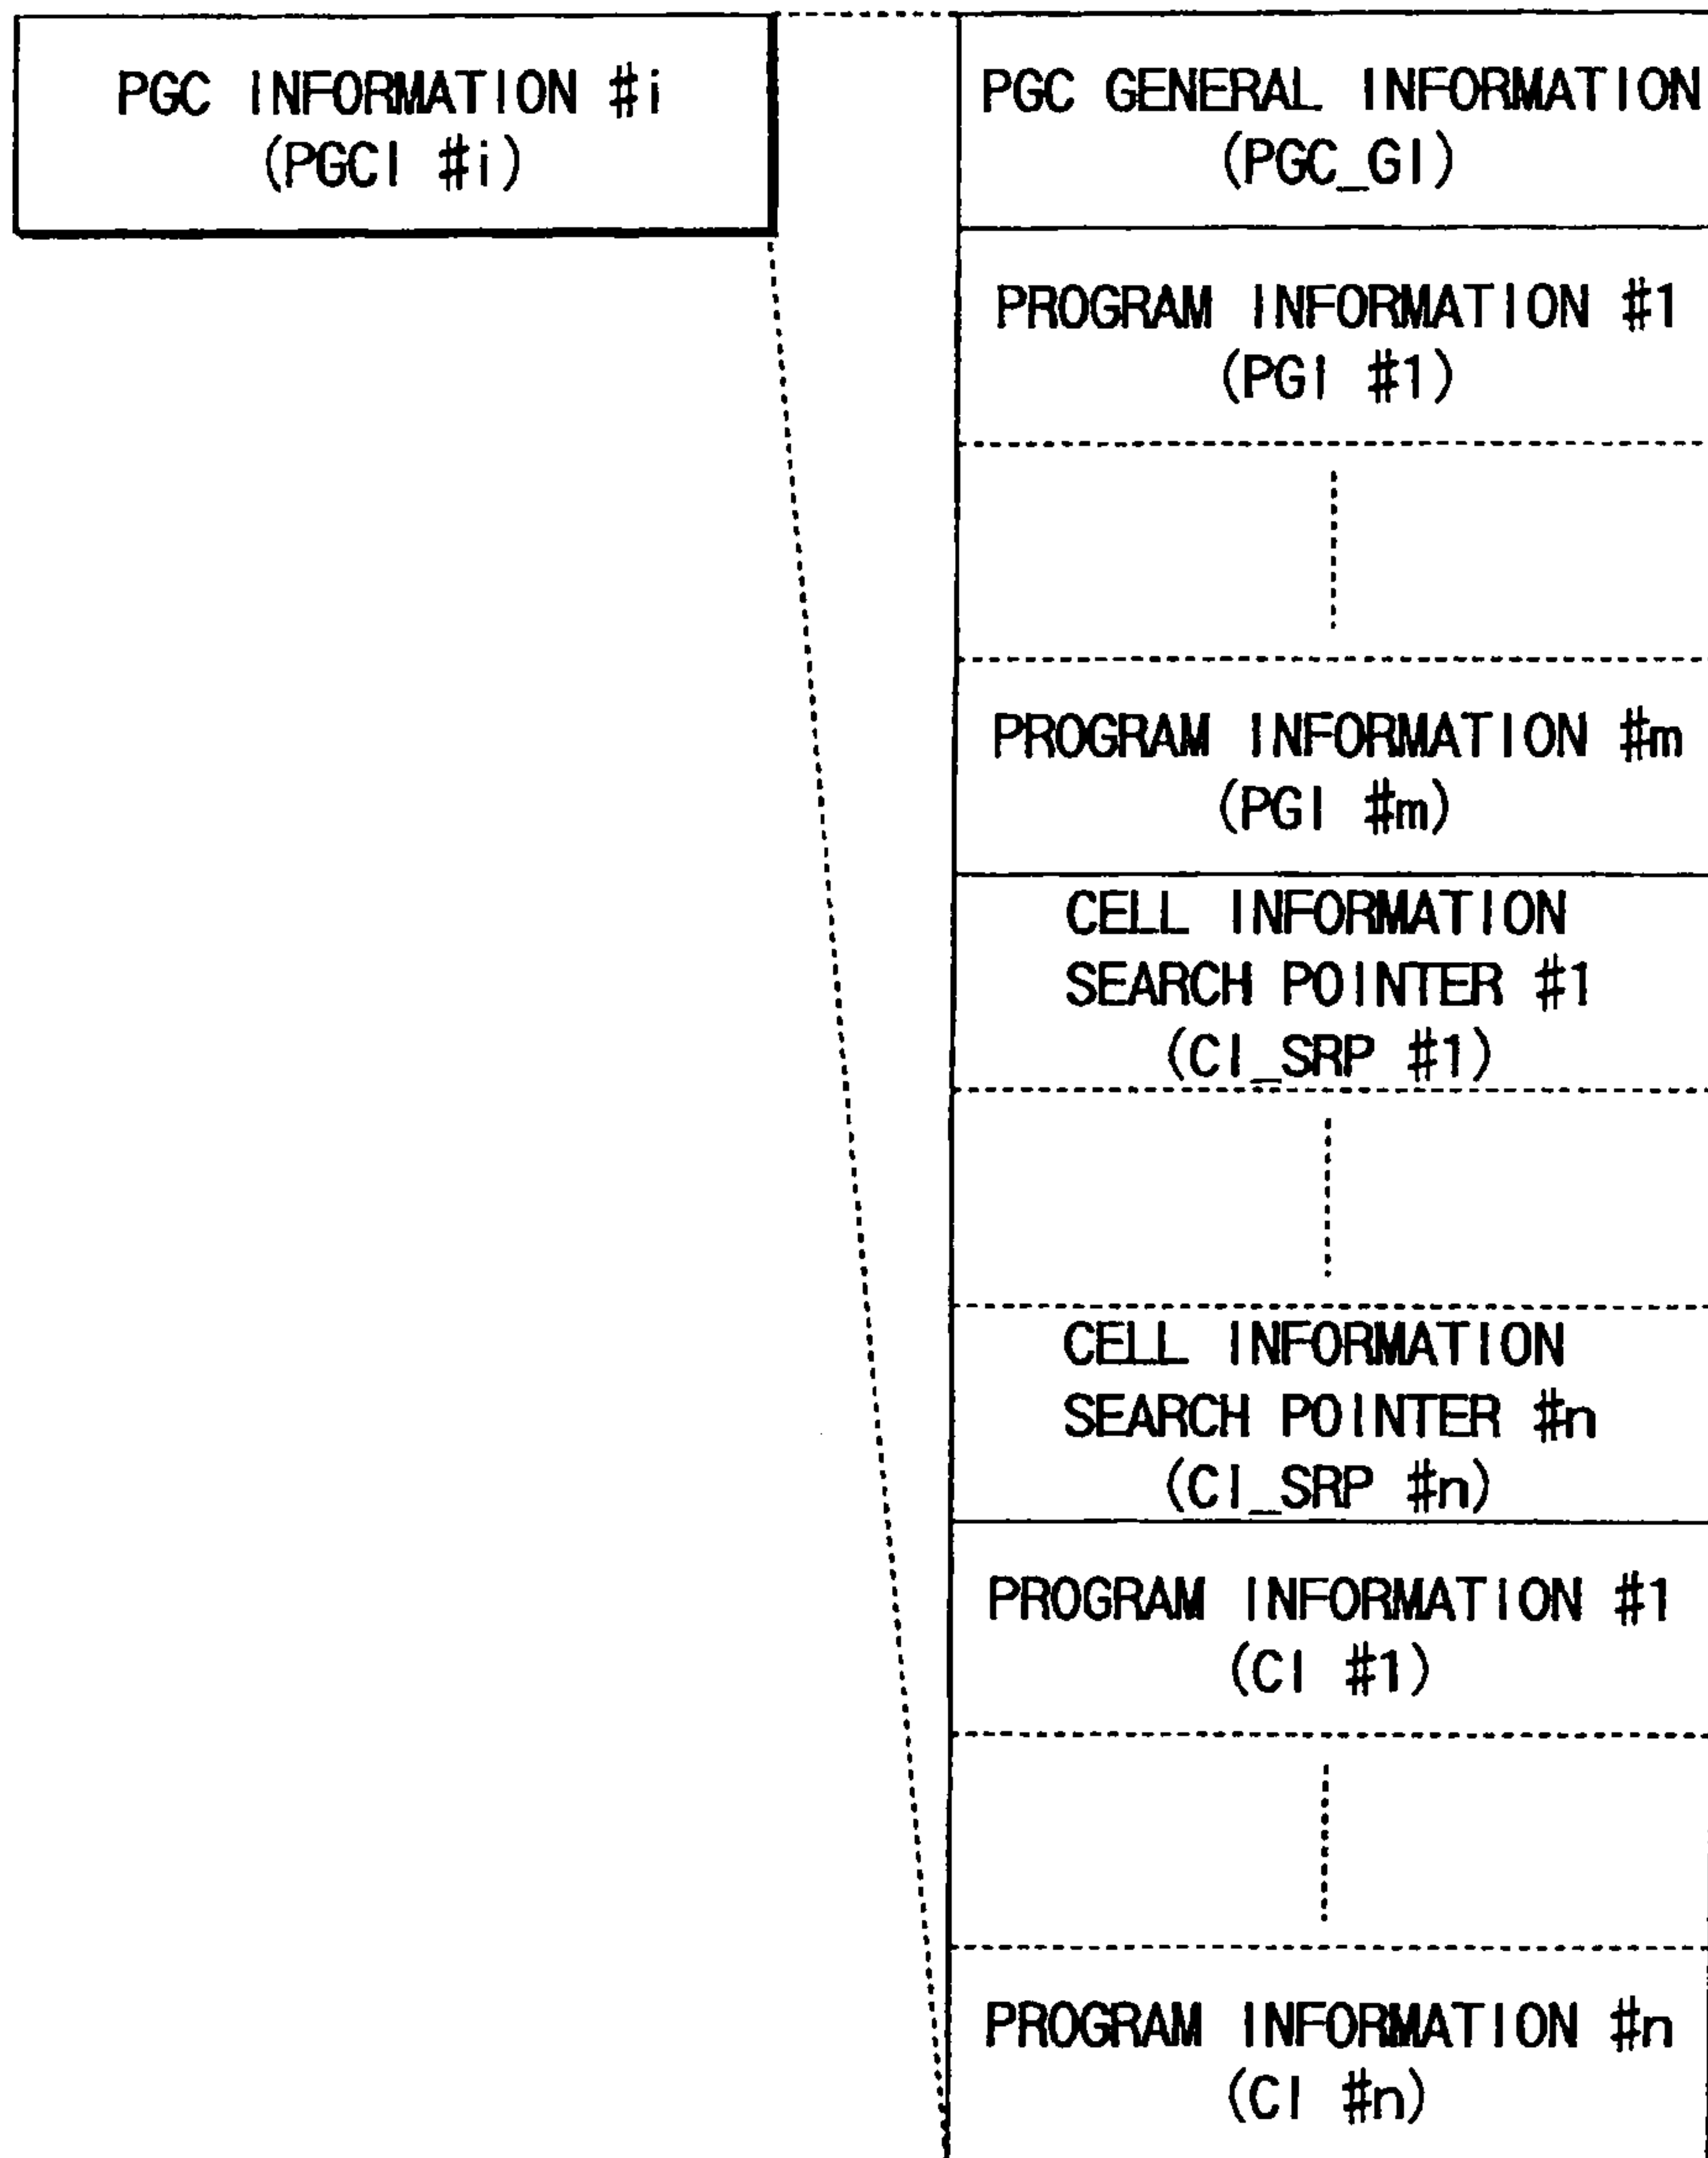 PGC INFORMATION #i
(PGCI #i)
PGC GENERAL INFORMATION
(PGC_GI)
PROGRAM INFORMATION #1
(PGI #1)
PROGRAM INFORMATION #m
(PGI #m)
CELL INFORMATION
SEARCH POINTER #1
(CI_SRP #1)
CELL INFORMATION
SEARCH POINTER #n
(CI_SRP #n)
PROGRAM INFORMATION #1
(CI #1)
PROGRAM INFORMATION #n
(CI #n)